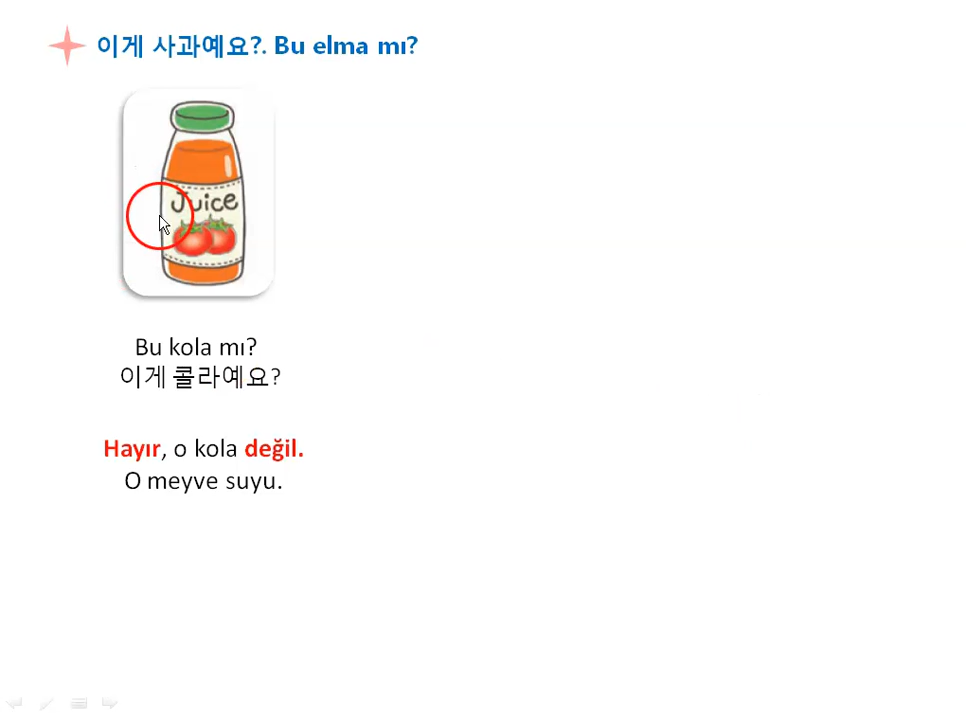 이게 사과예요?. Bu elma mı?
Juice
Bu kola mı?
이게 콜라예요?
Hayır, o kola değil.
O meyve suyu.